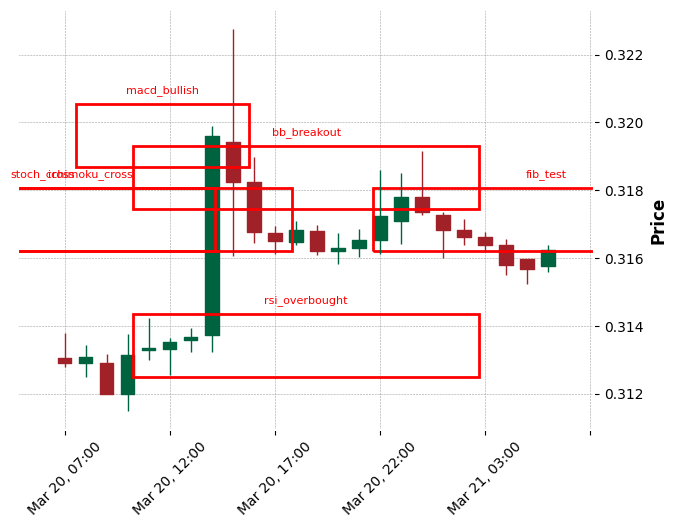 macd_bullish
bb_breakout
stoch_cross
ichimoku_cross
fib_test
rsi_overbought
0.322
0.320
0.318
0.316
0.314
0.312
Price
Mar 20, 07:00
Mar 20, 12:00
Mar 20, 17:00
Mar 20, 22:00
Mar 21, 03:00